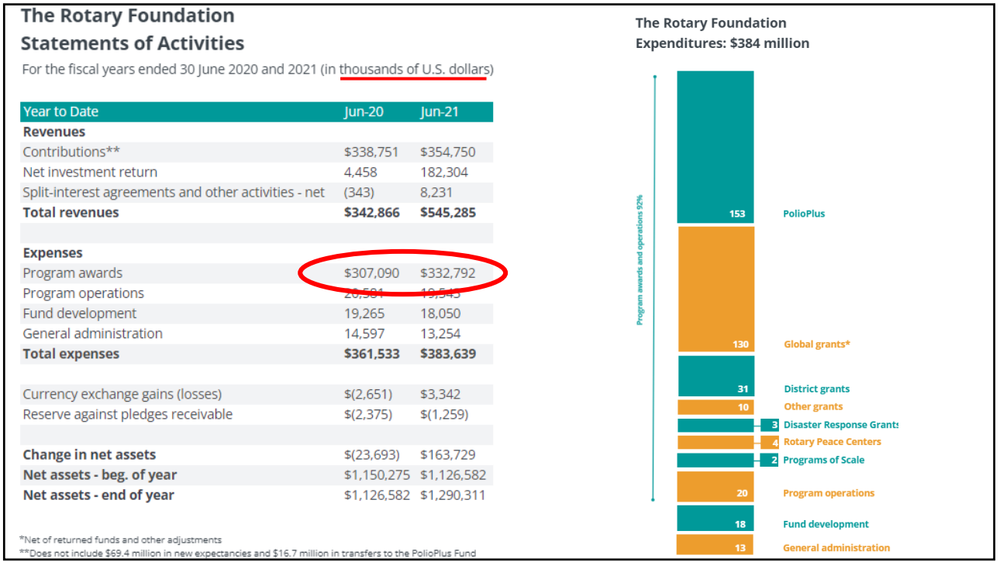 The Rotary Foundation
Statements of Activities
For the fiscal years ended 30 June 2020 and 2021 (in thousands of U.S. dollars)
Year to Date Jun-20 Jun-21
Revenues
Contributions** $338,751 $354,750
Net investment return 4,458 182,304
Split-interest agreements and other activities - net (343) 8,231
Total revenues $342,866 $545,285
Expenses
Program awards $307,090 $332,792
Program operations 20,581 19,543
Fund development 19,265 18,050
General administration 14,597 13,254
Total expenses $361,533 $383,639
Currency exchange gains (losses) $(2,651) $3,342
Reserve against pledges receivable $(2,375) $(1,259)
Change in net assets $(23,693) $163,729
Net assets - beg. of year $1,150,275 $1,126,582
Net assets - end of year $1,126,582 $1,290,311
*Net of returned funds and other adjustments
**Does not include $69.4 million in new expectancies and $16.7 million in transfers to the PolioPlus Fund
The Rotary Foundation
Expenditures: $384 million
Program awards and operations 92%
153 PolioPlus
130 Global grants*
31 District grants
10 Other grants
3 Disaster Response Grants
4 Rotary Peace Centers
2 Programs of Scale
20 Program operations
18 Fund development
13 General administration